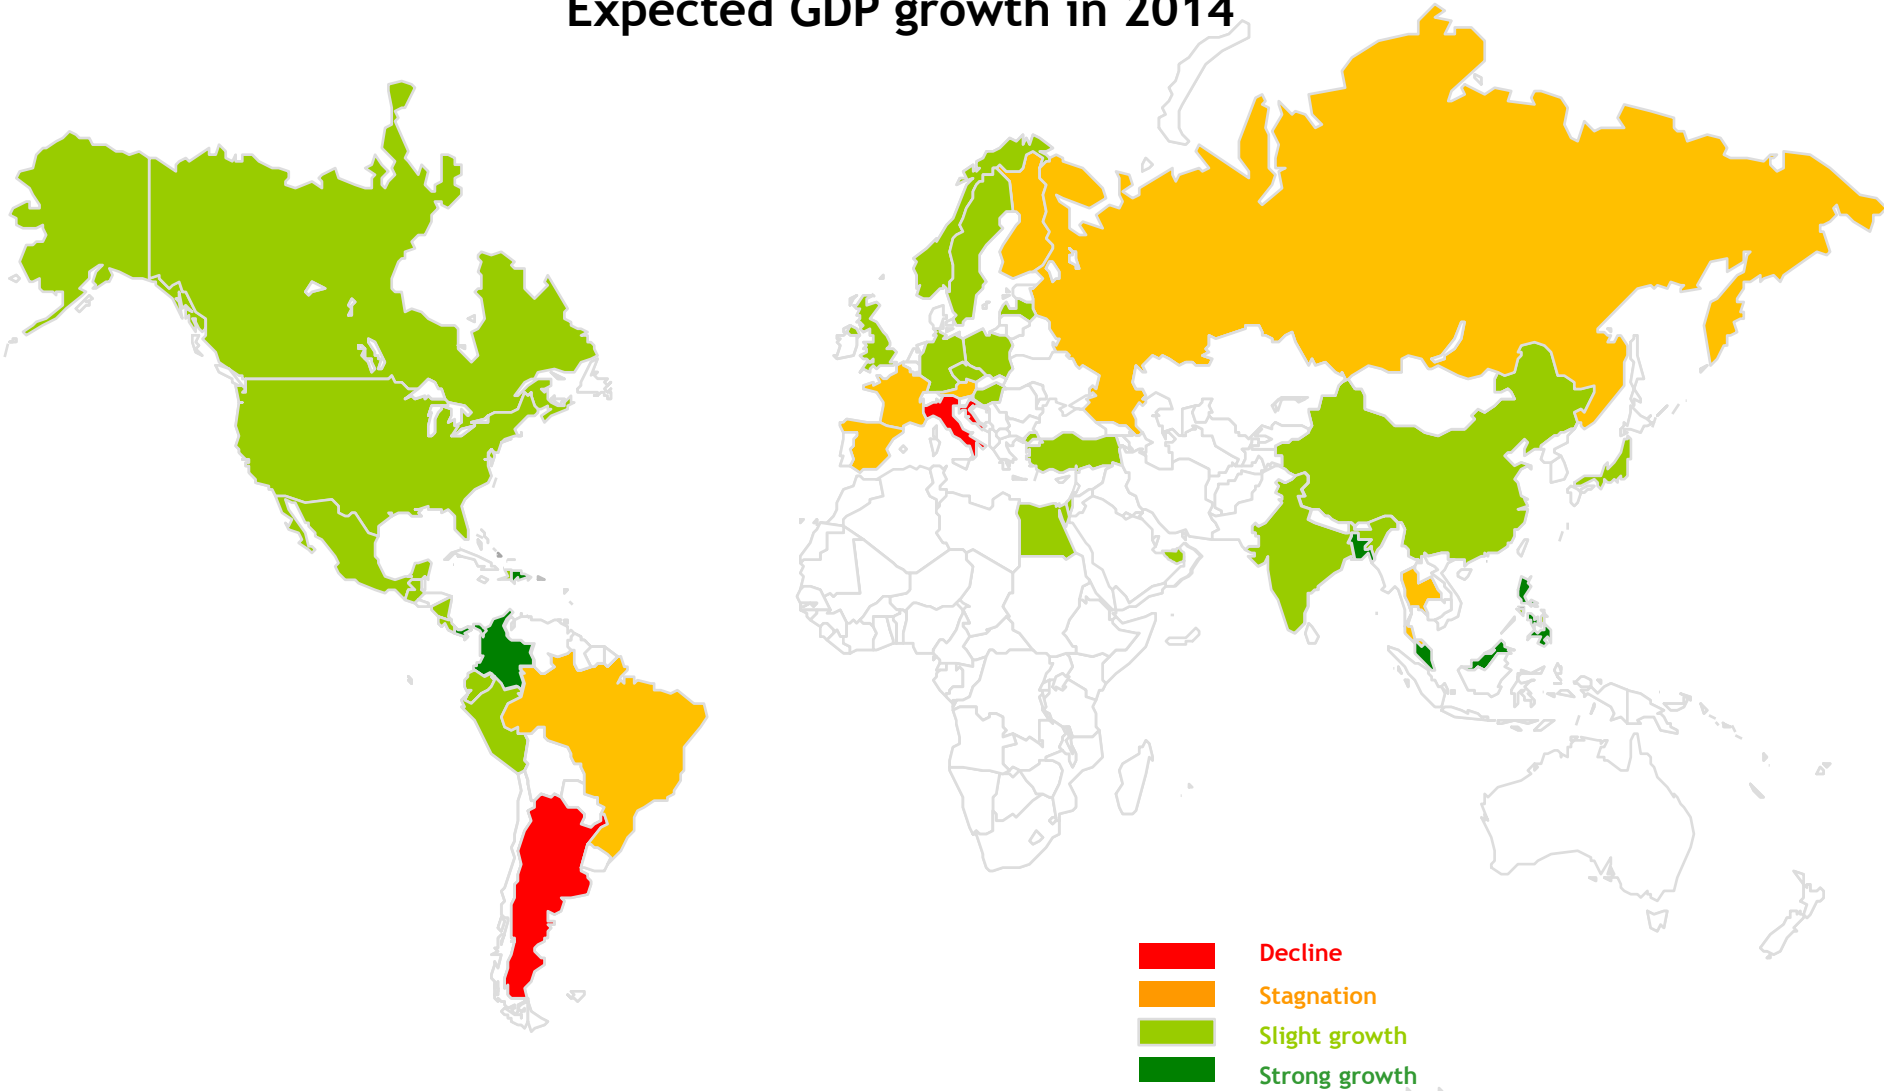 Expected GDP growth in 2014
Decline
Stagnation
Slight growth
Strong growth